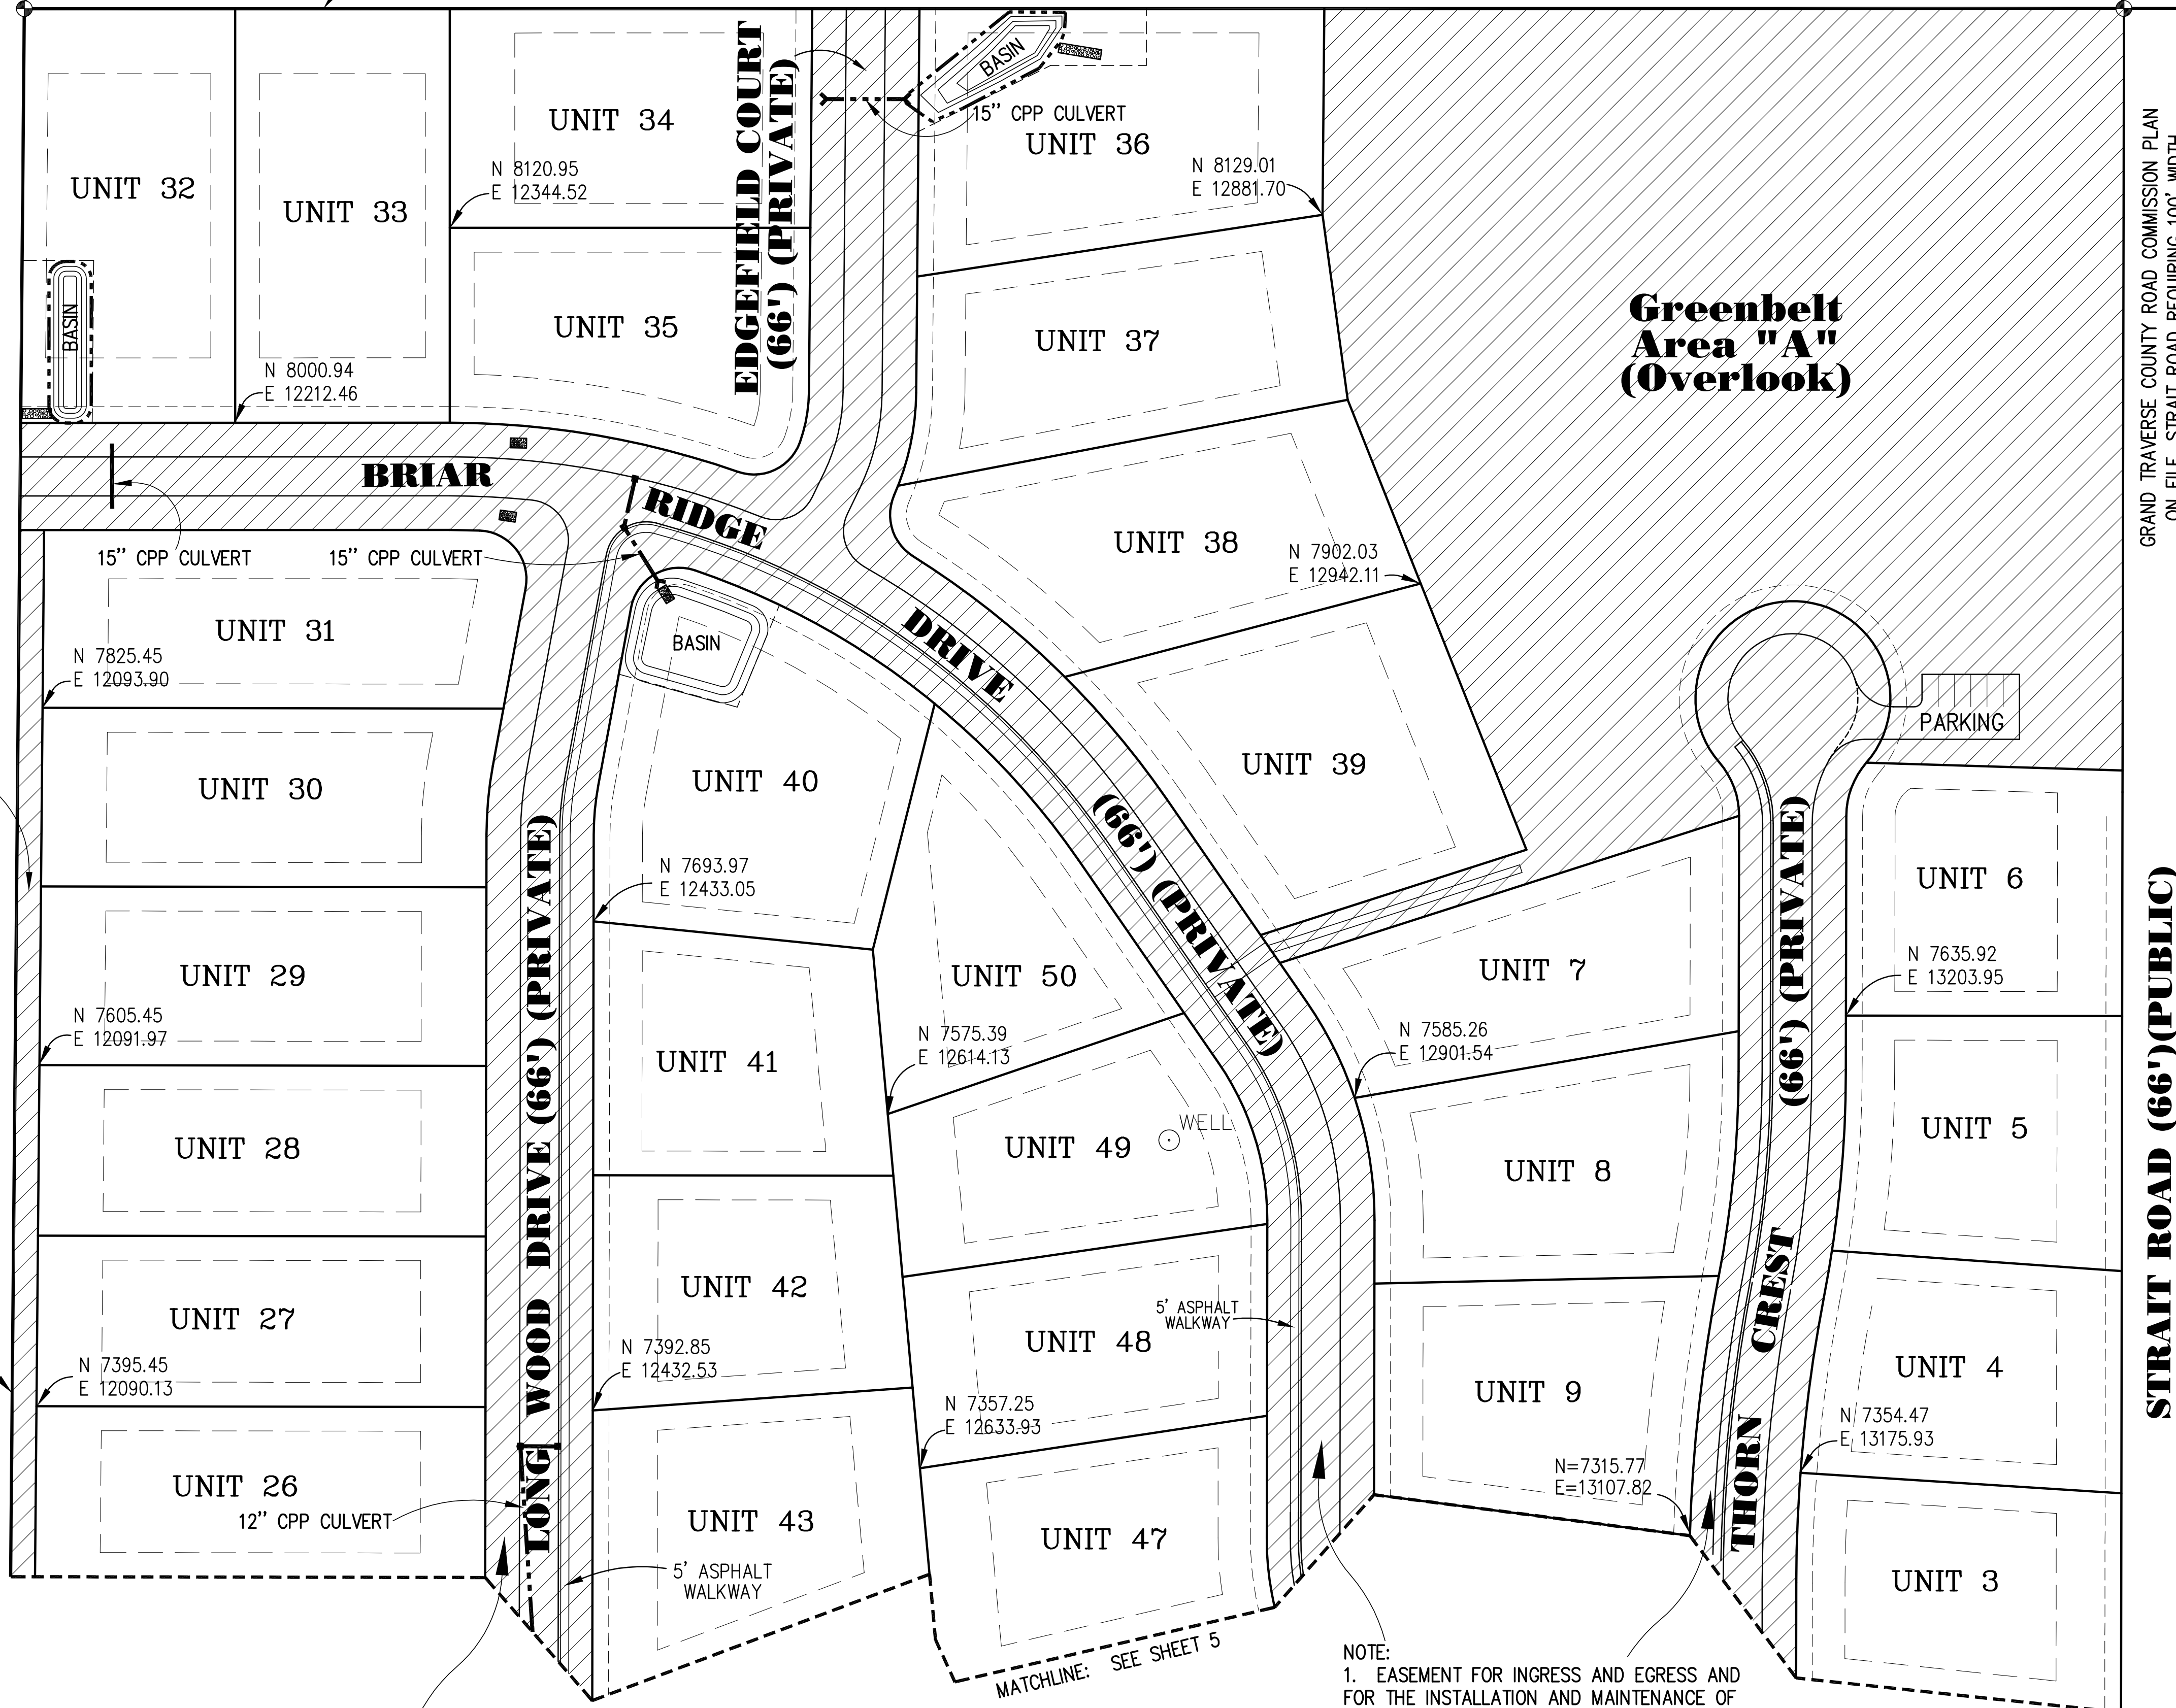 UNIT 32
UNIT 33
UNIT 34
N 8120.95
E 12344.52
EDGEFIELD COURT
(66') (PRIVATE)
BASIN
15" CPP CULVERT
UNIT 36
N 8129.01
E 12881.70
GRAND TRAVERSE COUNTY ROAD COMMISSION PLAN
ON FILE STRAIT ROAD REQUIRING 100' WIDTH
BASIN
UNIT 35
UNIT 37
Greenbelt
Area "A"
(Overlook)
N 8000.94
E 12212.46
BRIAR
RIDGE
DRIVE
(66') (PRIVATE)
15" CPP CULVERT
15" CPP CULVERT
UNIT 38
N 7902.03
E 12942.11
UNIT 31
N 7825.45
E 12093.90
BASIN
PARKING
UNIT 30
UNIT 40
UNIT 39
N 7693.97
E 12433.05
UNIT 6
UNIT 29
UNIT 50
UNIT 7
N 7635.92
E 13203.95
N 7605.45
E 12091.97
UNIT 41
N 7575.39
E 12614.13
N 7585.26
E 12901.54
UNIT 28
UNIT 49
WELL
UNIT 8
UNIT 5
LONG WOOD DRIVE (66') (PRIVATE)
THORN CREST (66') (PRIVATE)
STRAIT ROAD (66')(PUBLIC)
UNIT 27
UNIT 42
UNIT 48
5' ASPHALT
WALKWAY
UNIT 9
UNIT 4
N 7395.45
E 12090.13
N 7392.85
E 12432.53
N 7357.25
E 12633.93
N 7354.47
E 13175.93
N=7315.77
E=13107.82
UNIT 26
12" CPP CULVERT
UNIT 43
UNIT 47
UNIT 3
5' ASPHALT
WALKWAY
MATCHLINE: SEE SHEET 5
NOTE:
1. EASEMENT FOR INGRESS AND EGRESS AND
FOR THE INSTALLATION AND MAINTENANCE OF